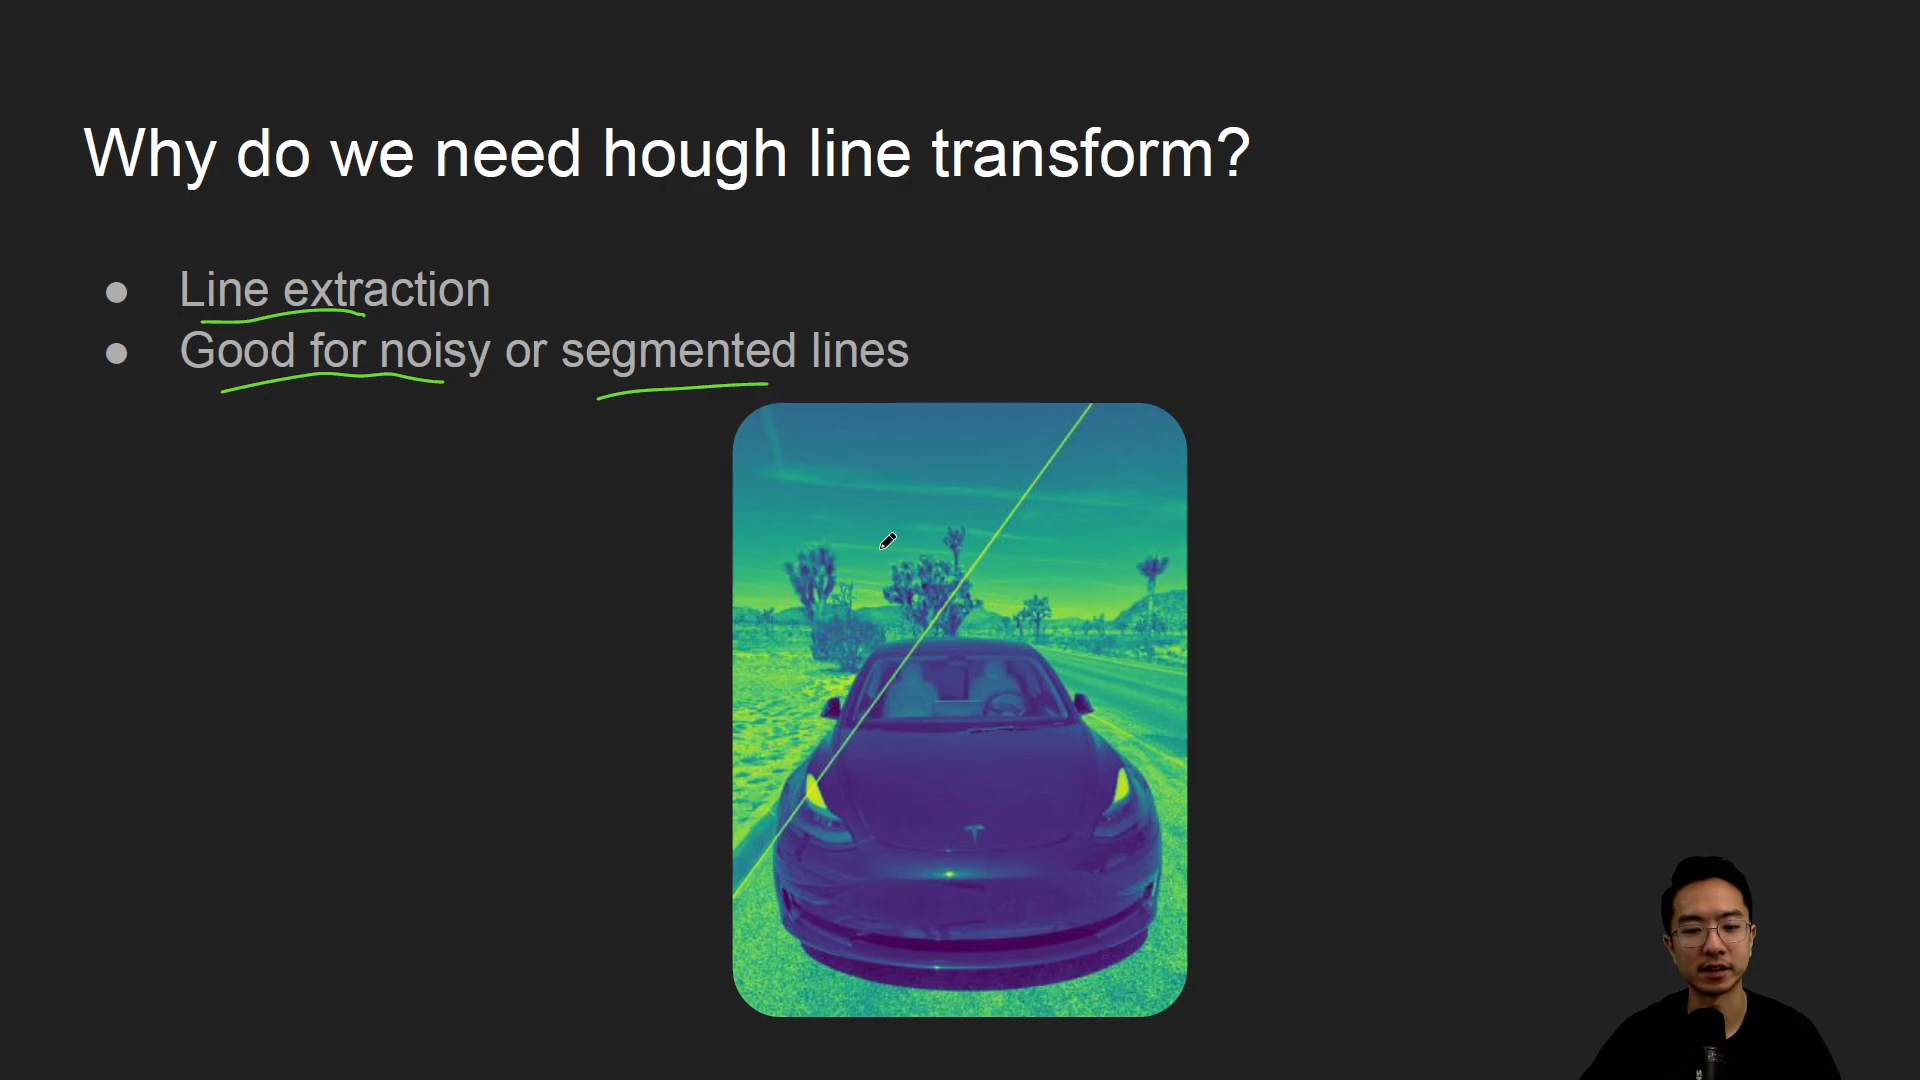 Why do we need hough line transform?
● Line extraction
● Good for noisy or segmented lines